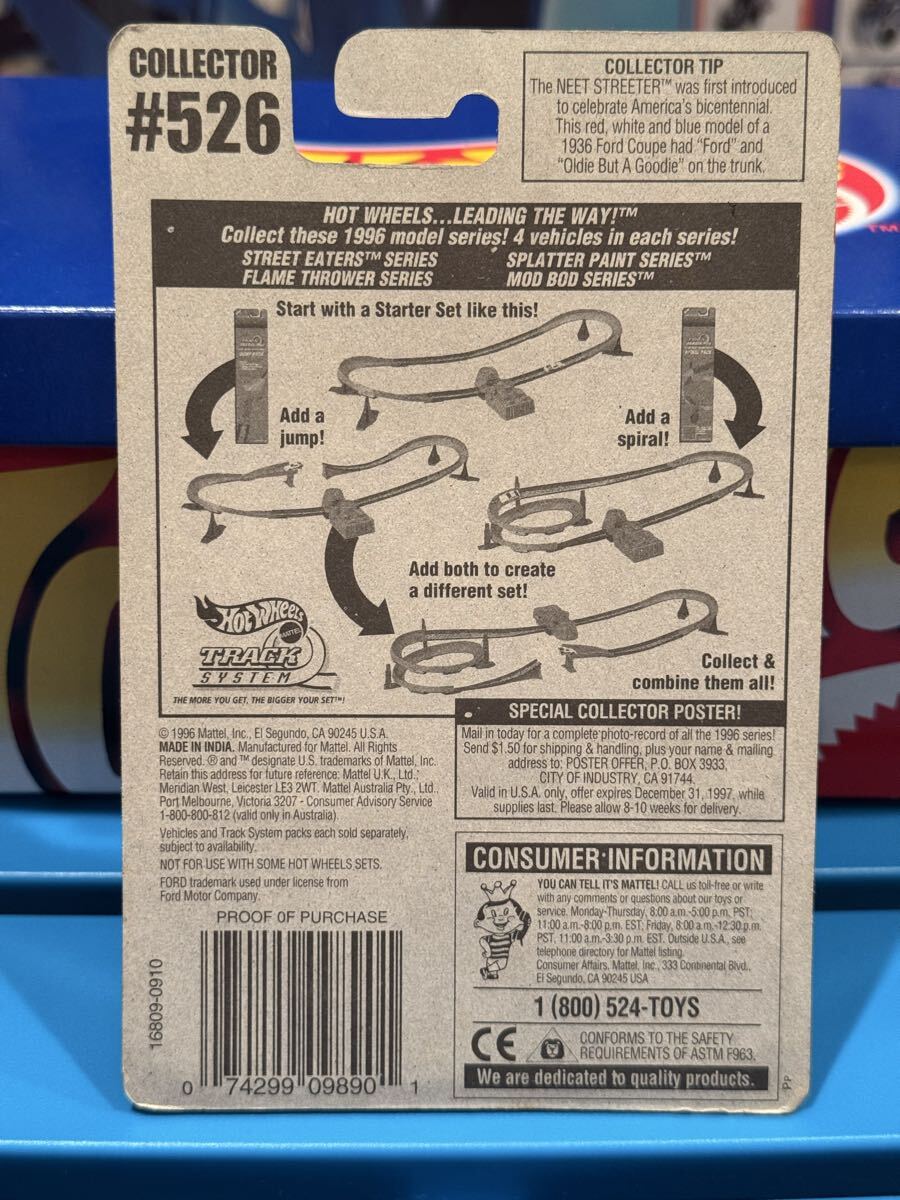 COLLECTOR
#526
COLLECTOR TIP
The NEET STREETER™ was first introduced
to celebrate America's bicentennial.
This red, white and blue model of a
1936 Ford Coupe had "Ford" and
"Oldie But A Goodie" on the trunk.
HOT WHEELS...LEADING THE WAY!™
Collect these 1996 model series! 4 vehicles in each series!
STREET EATERS™ SERIES SPLATTER PAINT SERIES™
FLAME THROWER SERIES MOD BOD SERIES™
Start with a Starter Set like this!
Add a
jump!
Add a
spiral!
Add both to create
a different set!
HOT WHEELS
MATTEL
TRACK
SYSTEM
THE MORE YOU GET, THE BIGGER YOUR SET™!
Collect &
combine them all!
© 1996 Mattel, Inc., El Segundo, CA 90245 U.S.A.
MADE IN INDIA. Manufactured for Mattel. All Rights
Reserved. ® and ™ designate U.S. trademarks of Mattel, Inc.
Retain this address for future reference: Mattel U.K., Ltd.,
Meridian West, Leicester LE3 2WT. Mattel Australia Pty., Ltd.,
Port Melbourne, Victoria 3207 - Consumer Advisory Service
1-800-800-812 (valid only in Australia).
Vehicles and Track System packs each sold separately,
subject to availability.
NOT FOR USE WITH SOME HOT WHEELS SETS.
FORD trademark used under license from
Ford Motor Company.
PROOF OF PURCHASE
16809-0910
0 74299 09890 1
SPECIAL COLLECTOR POSTER!
Mail in today for a complete photo-record of all the 1996 series!
Send $1.50 for shipping & handling, plus your name & mailing
address to: POSTER OFFER, P.O. BOX 3933,
CITY OF INDUSTRY, CA 91744.
Valid in U.S.A. only, offer expires December 31, 1997, while
supplies last. Please allow 8-10 weeks for delivery.
CONSUMER INFORMATION
YOU CAN TELL IT'S MATTEL! CALL us toll-free or write
with any comments or questions about our toys or
service. Monday-Thursday, 8:00 a.m.-5:00 p.m. PST,
11:00 a.m.-8:00 p.m. EST; Friday, 8:00 a.m.-12:30 p.m.
PST, 11:00 a.m.-3:30 p.m. EST. Outside U.S.A., see
telephone directory for Mattel listing.
Consumer Affairs, Mattel, Inc., 333 Continental Blvd.,
El Segundo, CA 90245 USA
1 (800) 524-TOYS
CE
CONFORMS TO THE SAFETY
REQUIREMENTS OF ASTM F963.
We are dedicated to quality products.
PP
TM